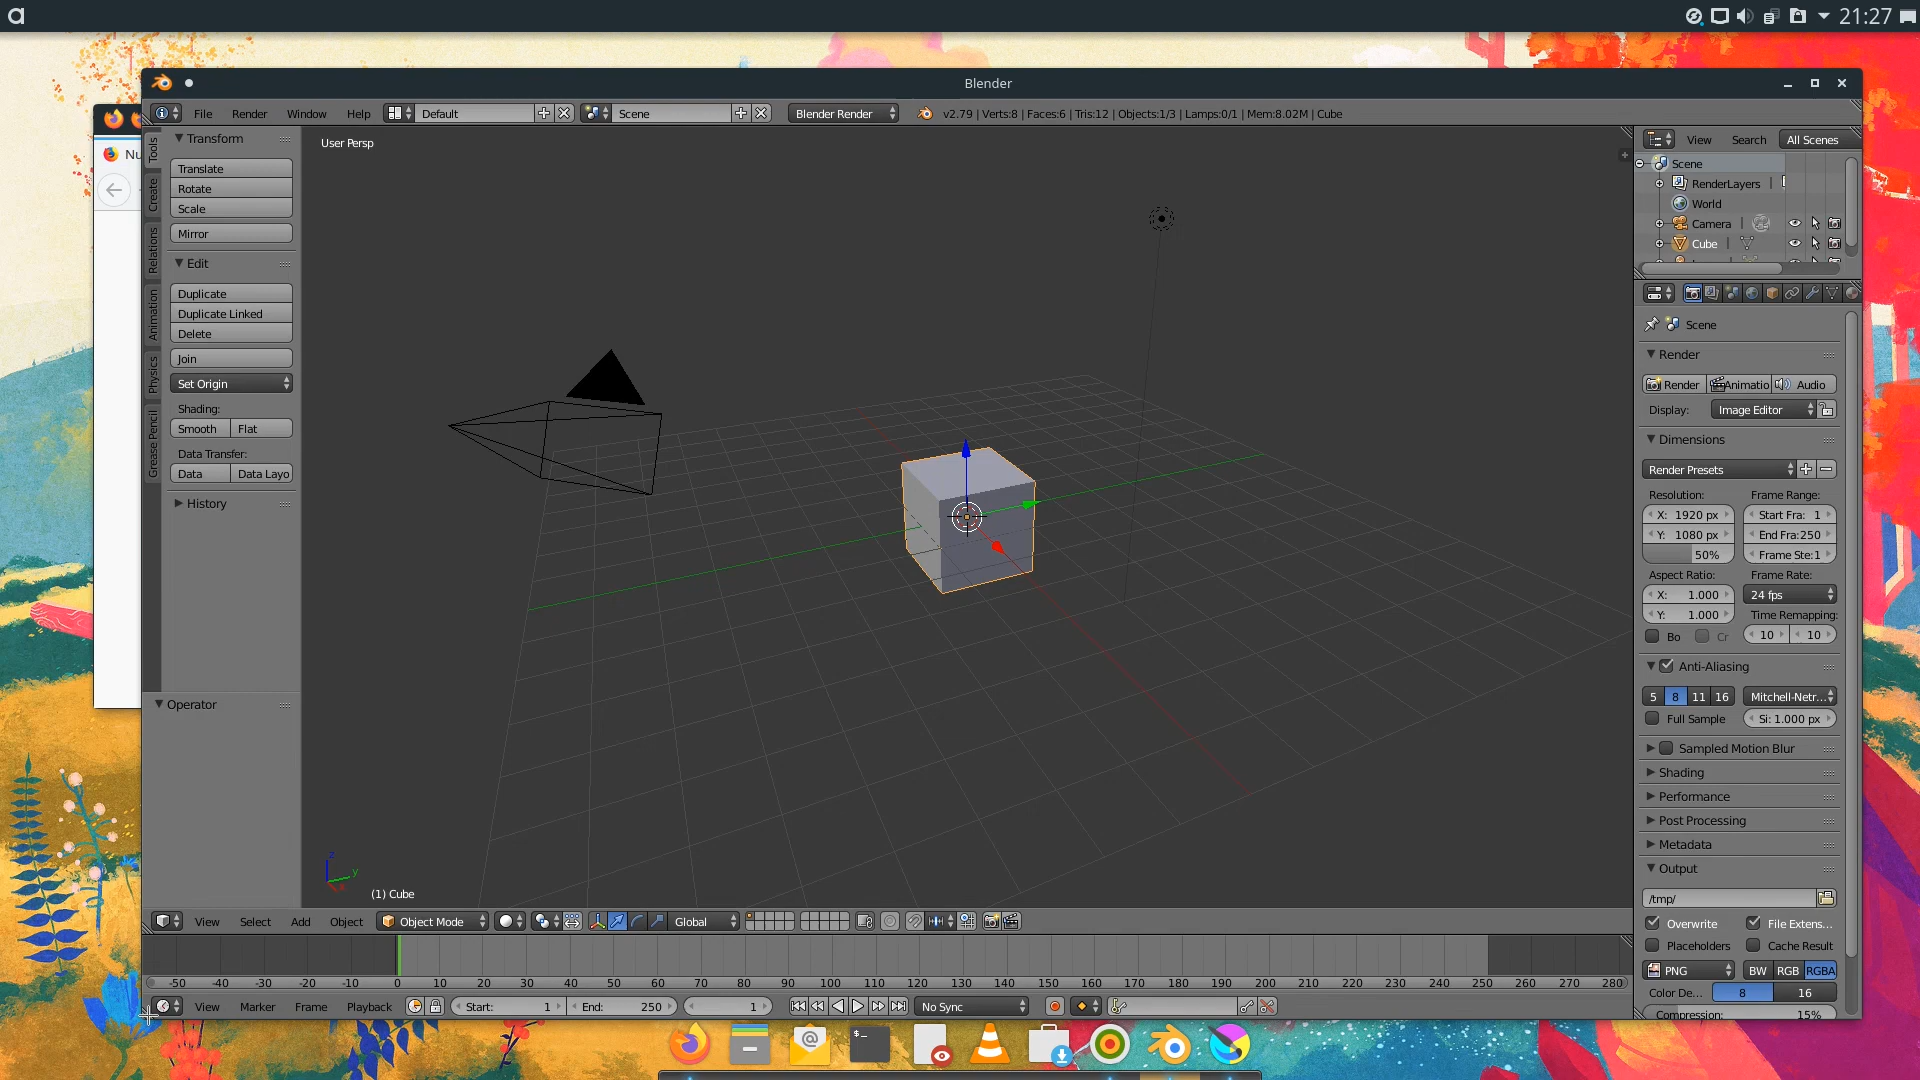 21:27
Blender
File Render Window Help Default Scene Blender Render v2.79 | Verts:8 | Faces:6 | Tris:12 | Objects:1/3 | Lamps:0/1 | Mem:8.02M | Cube
Nu
Tools
Create
Relations
Animation
Physics
Grease Pencil
Transform
Translate
Rotate
Scale
Mirror
Edit
Duplicate
Duplicate Linked
Delete
Join
Set Origin
Shading:
Smooth Flat
Data Transfer:
Data Data Layo
History
Operator
User Persp
z
y
(1) Cube
View Select Add Object Object Mode Global
-50 -40 -30 -20 -10 0 10 20 30 40 50 60 70 80 90 100 110 120 130 140 150 160 170 180 190 200 210 220 230 240 250 260 270 280
View Marker Frame Playback Start: 1 End: 250 1 No Sync
View Search All Scenes
Scene
RenderLayers |
World
Camera |
Cube |
Scene
Render
Render Animatio Audio
Display: Image Editor
Dimensions
Render Presets
Resolution: Frame Range:
X: 1920 px Start Fra: 1
Y: 1080 px End Fra:250
50% Frame Ste:1
Aspect Ratio: Frame Rate:
X: 1.000 24 fps
Y: 1.000 Time Remapping:
Bo Cr 10 10
Anti-Aliasing
5 8 11 16 Mitchell-Netr...
Full Sample Si: 1.000 px
Sampled Motion Blur
Shading
Performance
Post Processing
Metadata
Output
/tmp/
Overwrite File Extens...
Placeholders Cache Result
PNG BW RGB RGBA
Color De... 8 16
Compression: 15%